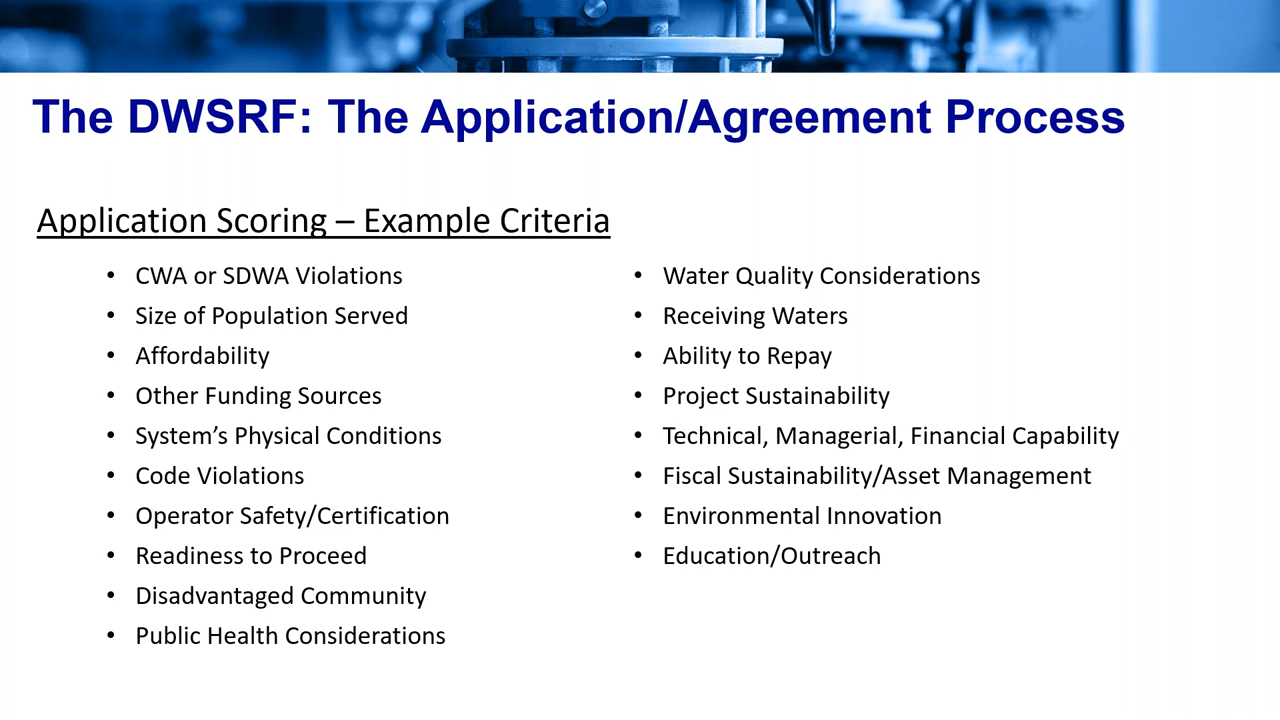 The DWSRF: The Application/Agreement Process
Application Scoring – Example Criteria
• CWA or SDWA Violations
• Size of Population Served
• Affordability
• Other Funding Sources
• System’s Physical Conditions
• Code Violations
• Operator Safety/Certification
• Readiness to Proceed
• Disadvantaged Community
• Public Health Considerations
• Water Quality Considerations
• Receiving Waters
• Ability to Repay
• Project Sustainability
• Technical, Managerial, Financial Capability
• Fiscal Sustainability/Asset Management
• Environmental Innovation
• Education/Outreach